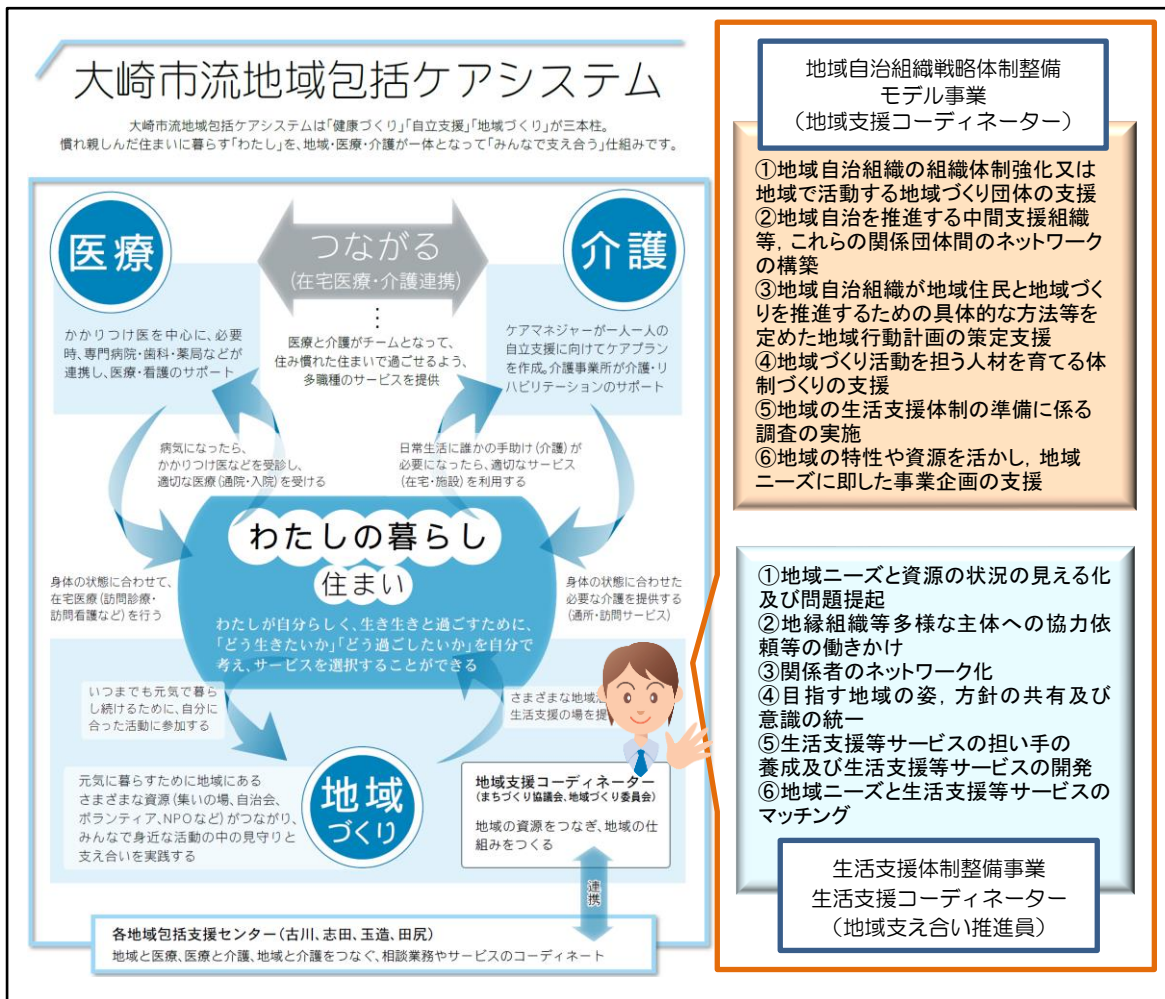 大崎市流地域包括ケアシステム
大崎市流地域包括ケアシステムは「健康づくり」「自立支援」「地域づくり」が三本柱。
慣れ親しんだ住まいに暮らす「わたし」を、地域・医療・介護が一体となって「みんなで支え合う」仕組みです。
医療
つながる
(在宅医療・介護連携)
介護
かかりつけ医を中心に、必要
時、専門病院・歯科・薬局などが
連携し、医療・看護のサポート
医療と介護がチームとなって、
住み慣れた住まいで過ごせるよう、
多職種のサービスを提供
ケアマネジャーが一人一人の
自立支援に向けてケアプラン
を作成。介護事業所が介護・リ
ハビリテーションのサポート
病気になったら、
かかりつけ医などを受診し、
適切な医療(通院・入院)を受ける
日常生活に誰かの手助け(介護)が
必要になったら、適切なサービス
(在宅・施設)を利用する
わたしの暮らし
住まい
わたしが自分らしく、生き生きと過ごすために、
「どう生きたいか」「どう過ごしたいか」を自分で
考え、サービスを選択することができる
身体の状態に合わせて、
在宅医療(訪問診療・
訪問看護など)を行う
身体の状態に合わせた
必要な介護を提供する
(通所・訪問サービス)
いつまでも元気で暮ら
し続けるために、自分に
合った活動に参加する
さまざまな地域
生活支援の場を提
元気に暮らすために地域にある
さまざまな資源(集いの場、自治会、
ボランティア、NPOなど)がつながり、
みんなで身近な活動の中の見守りと
支え合いを実践する
地域
づくり
地域支援コーディネーター
(まちづくり協議会、地域づくり委員会)
地域の資源をつなぎ、地域の仕
組みをつくる
連携
各地域包括支援センター(古川、志田、玉造、田尻)
地域と医療、医療と介護、地域と介護をつなぐ、相談業務やサービスのコーディネート
地域自治組織戦略体制整備
モデル事業
(地域支援コーディネーター)
①地域自治組織の組織体制強化又は
地域で活動する地域づくり団体の支援
②地域自治を推進する中間支援組織
等，これらの関係団体間のネットワーク
の構築
③地域自治組織が地域住民と地域づく
りを推進するための具体的な方法等を
定めた地域行動計画の策定支援
④地域づくり活動を担う人材を育てる体
制づくりの支援
⑤地域の生活支援体制の準備に係る
調査の実施
⑥地域の特性や資源を活かし，地域
ニーズに即した事業企画の支援
①地域ニーズと資源の状況の見える化
及び問題提起
②地縁組織等多様な主体への協力依
頼等の働きかけ
③関係者のネットワーク化
④目指す地域の姿，方針の共有及び
意識の統一
⑤生活支援等サービスの担い手の
養成及び生活支援等サービスの開発
⑥地域ニーズと生活支援等サービスの
マッチング
生活支援体制整備事業
生活支援コーディネーター
(地域支え合い推進員)